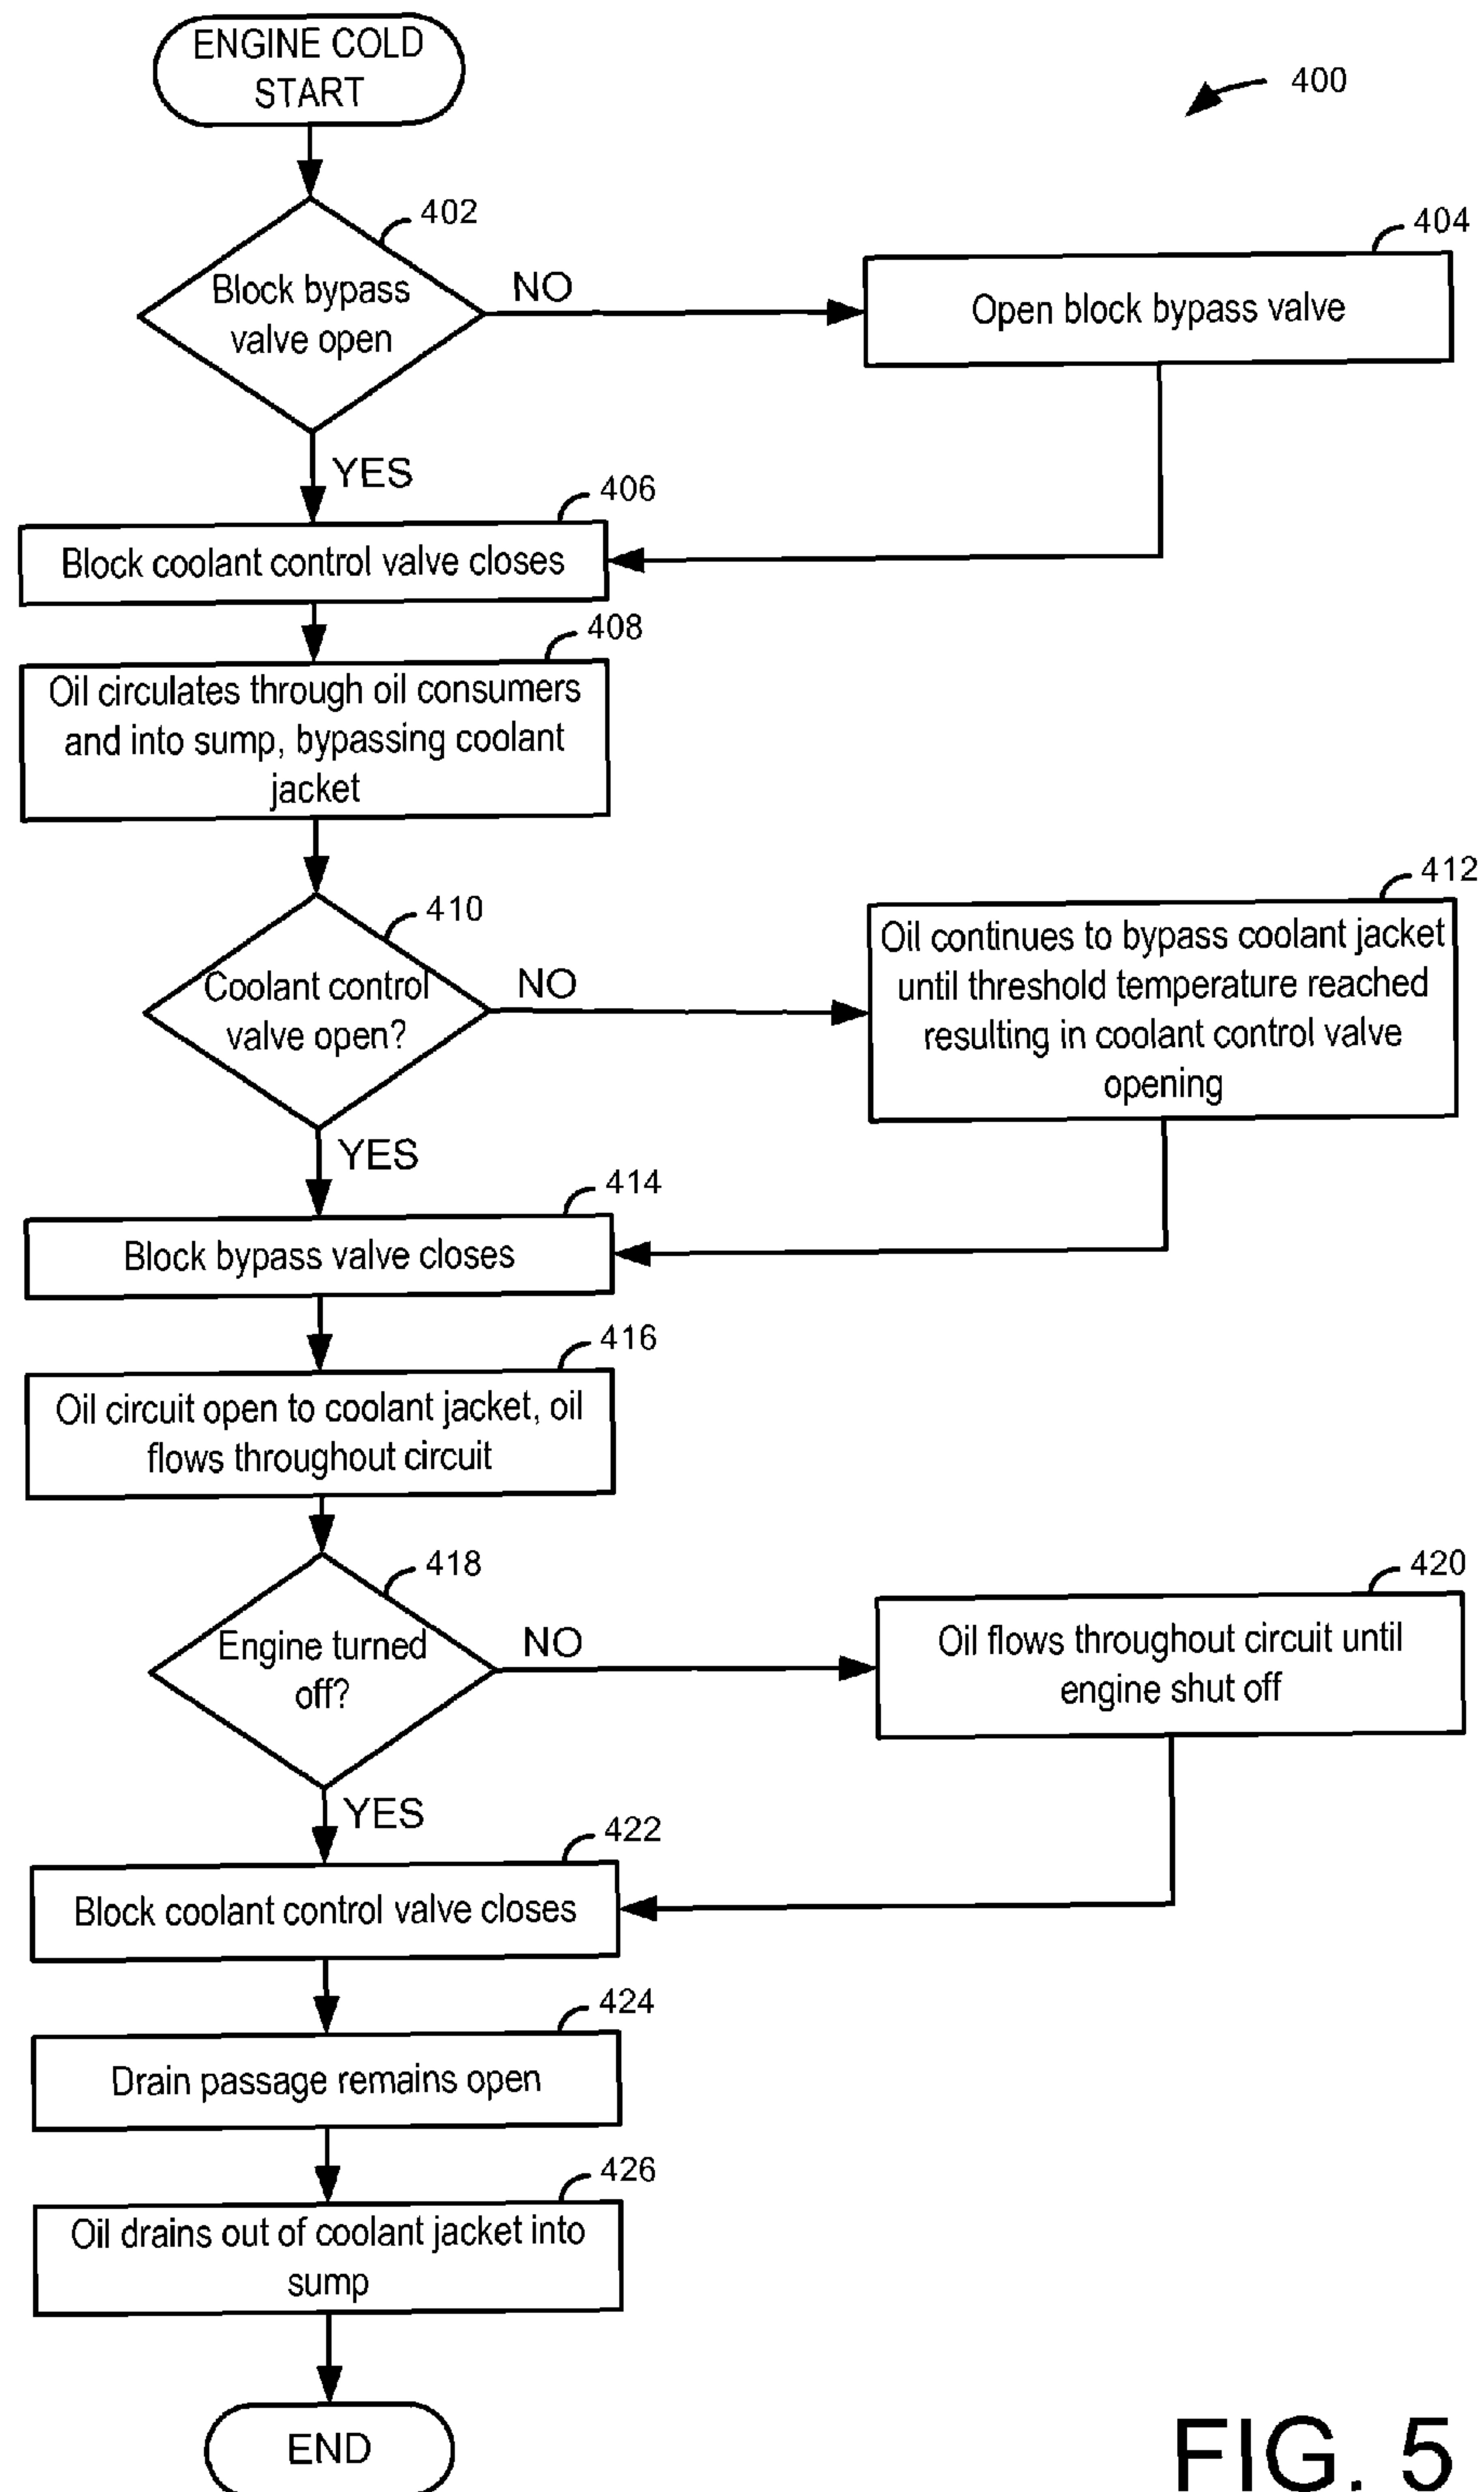 ENGINE COLD
START
400
402
Block bypass
valve open
NO
404
Open block bypass valve
YES
406
Block coolant control valve closes
408
Oil circulates through oil consumers
and into sump, bypassing coolant
jacket
410
Coolant control
valve open?
NO
412
Oil continues to bypass coolant jacket
until threshold temperature reached
resulting in coolant control valve
opening
YES
414
Block bypass valve closes
416
Oil circuit open to coolant jacket, oil
flows throughout circuit
418
Engine turned
off?
NO
420
Oil flows throughout circuit until
engine shut off
YES
422
Block coolant control valve closes
424
Drain passage remains open
426
Oil drains out of coolant jacket into
sump
END
FIG. 5